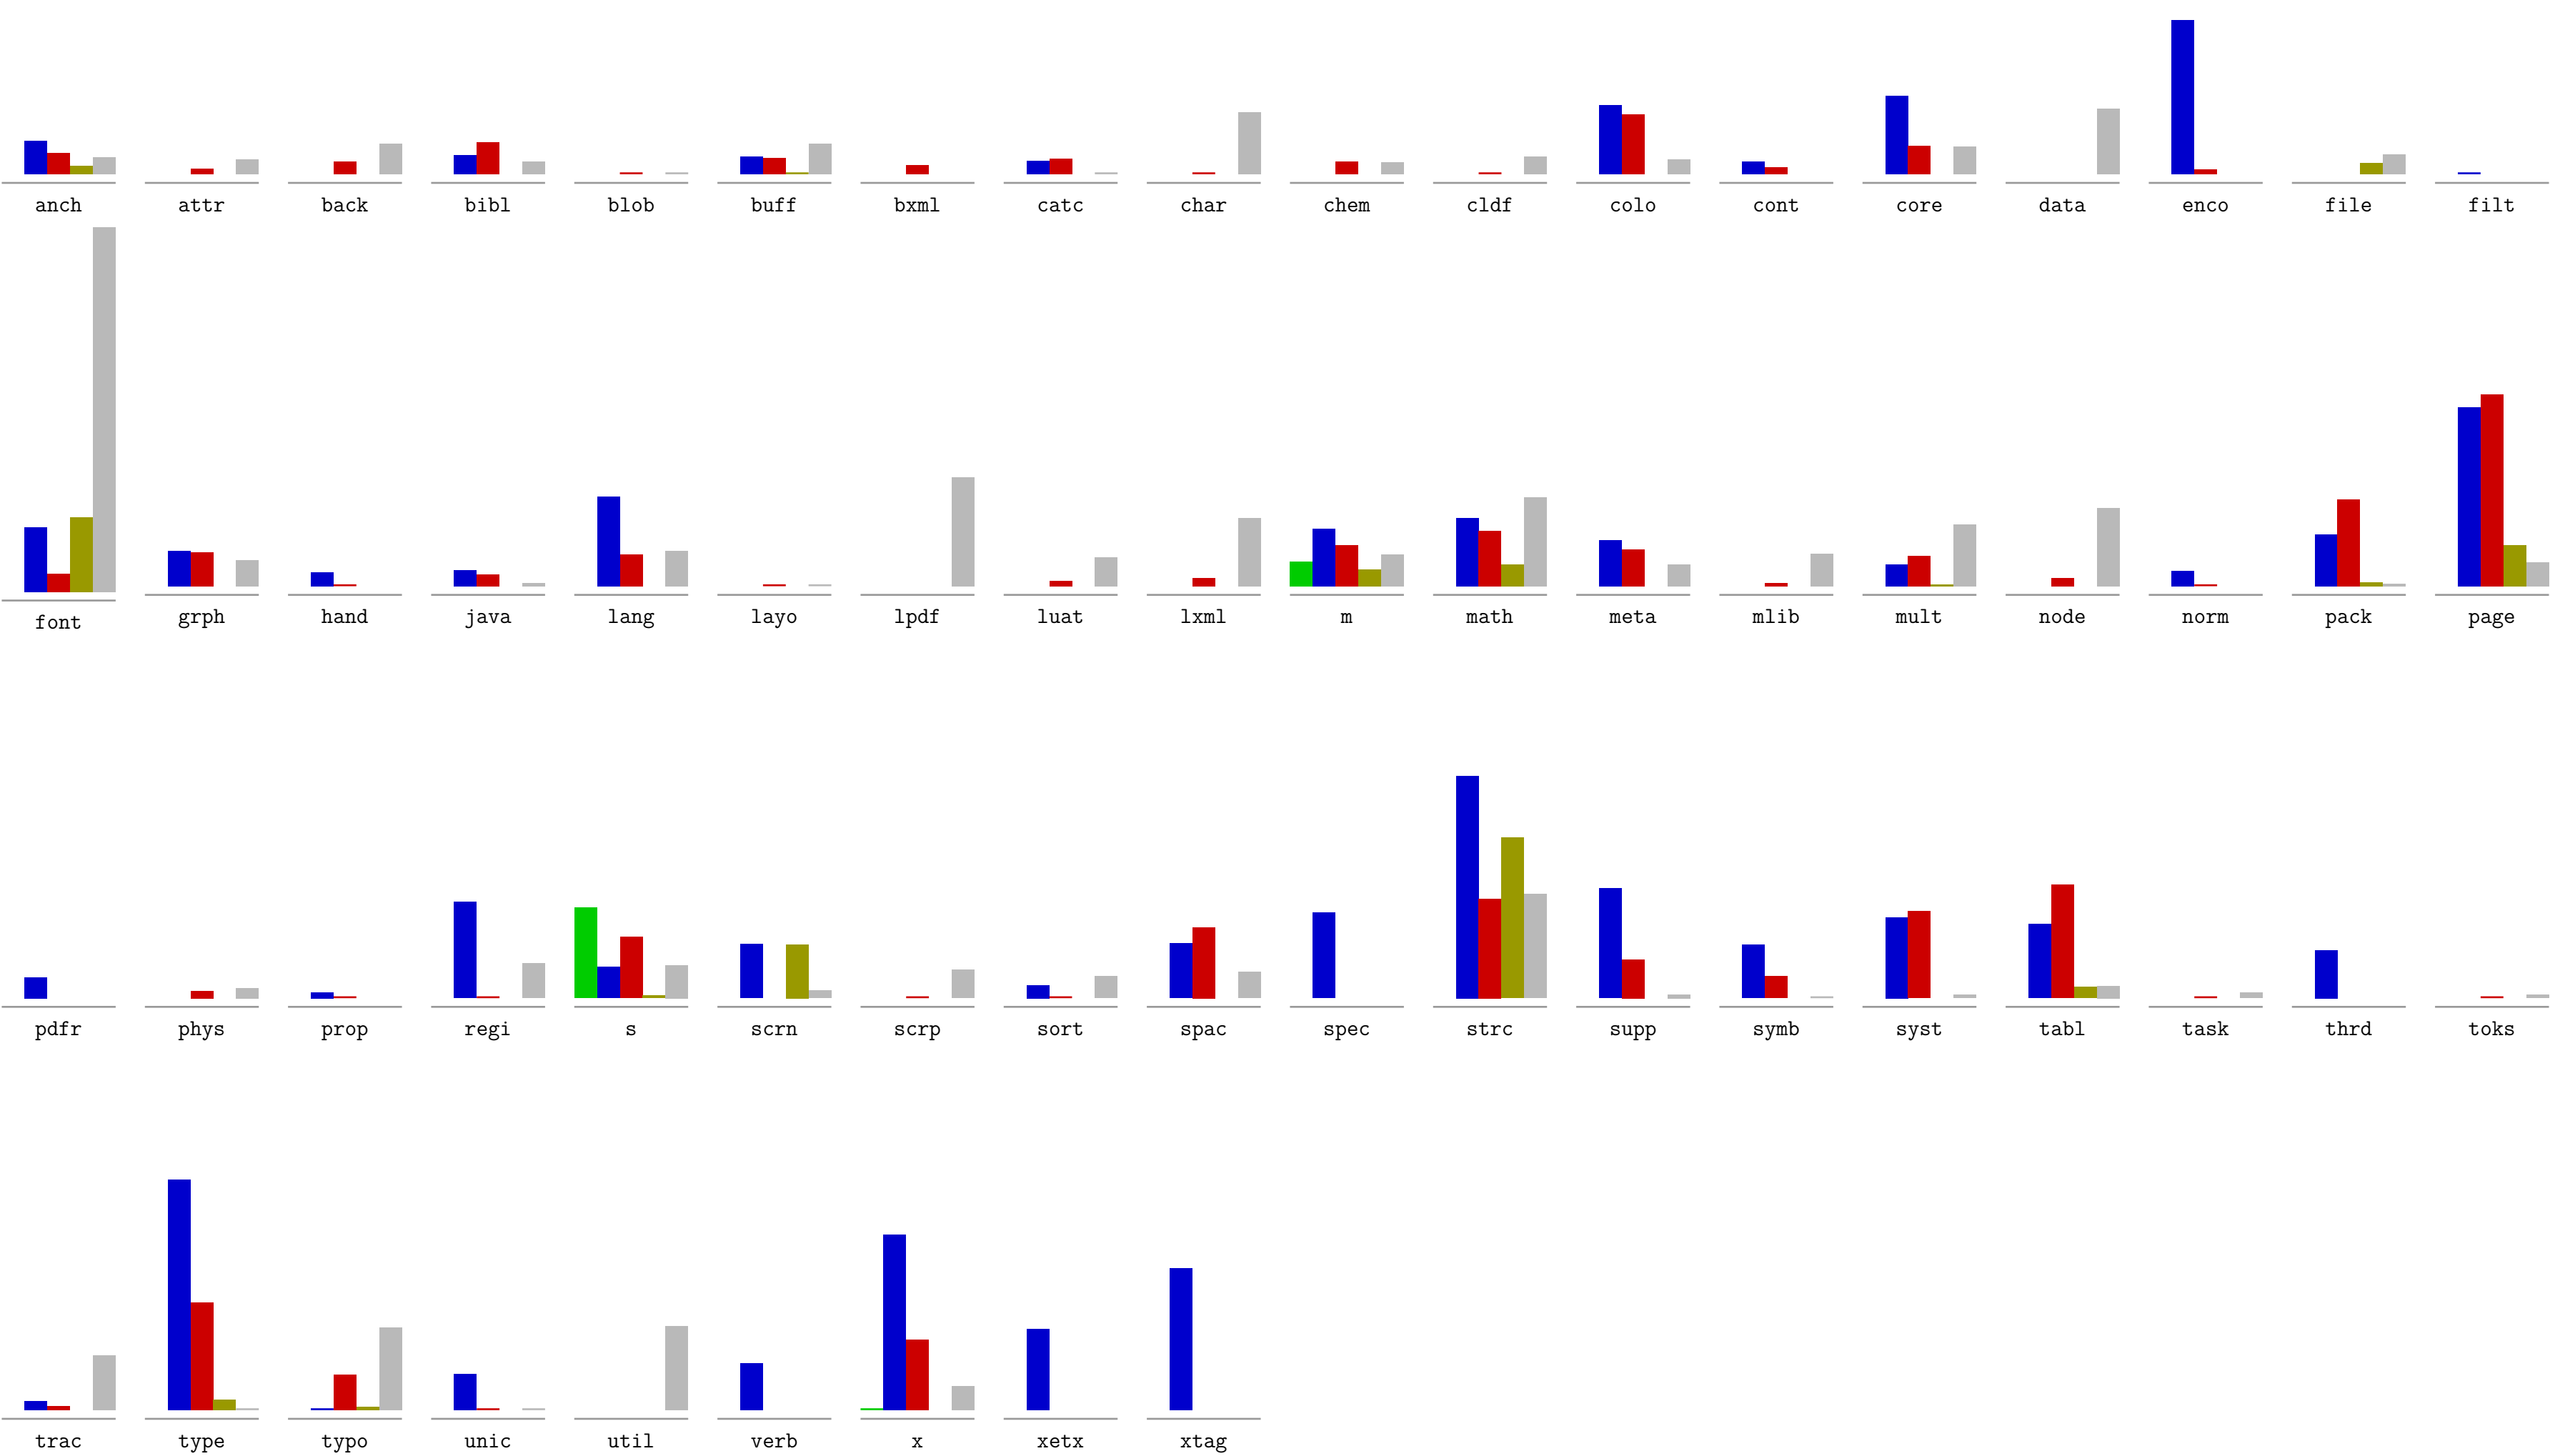 anch attr back bibl blob buff bxml catc char chem cldf colo cont core data enco file filt
font grph hand java lang layo lpdf luat lxml m math meta mlib mult node norm pack page
pdfr phys prop regi s scrn scrp sort spac spec strc supp symb syst tabl task thrd toks
trac type typo unic util verb x xetx xtag